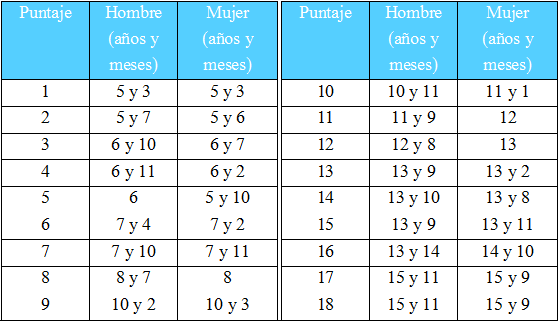 Puntaje Hombre (años y meses) Mujer (años y meses) Puntaje Hombre (años y meses) Mujer (años y meses)
1 5 y 3 5 y 3 10 10 y 11 11 y 1
2 5 y 7 5 y 6 11 11 y 9 12
3 6 y 10 6 y 7 12 12 y 8 13
4 6 y 11 6 y 2 13 13 y 9 13 y 2
5 6 5 y 10 14 13 y 10 13 y 8
6 7 y 4 7 y 2 15 13 y 9 13 y 11
7 7 y 10 7 y 11 16 13 y 14 14 y 10
8 8 y 7 8 17 15 y 11 15 y 9
9 10 y 2 10 y 3 18 15 y 11 15 y 9